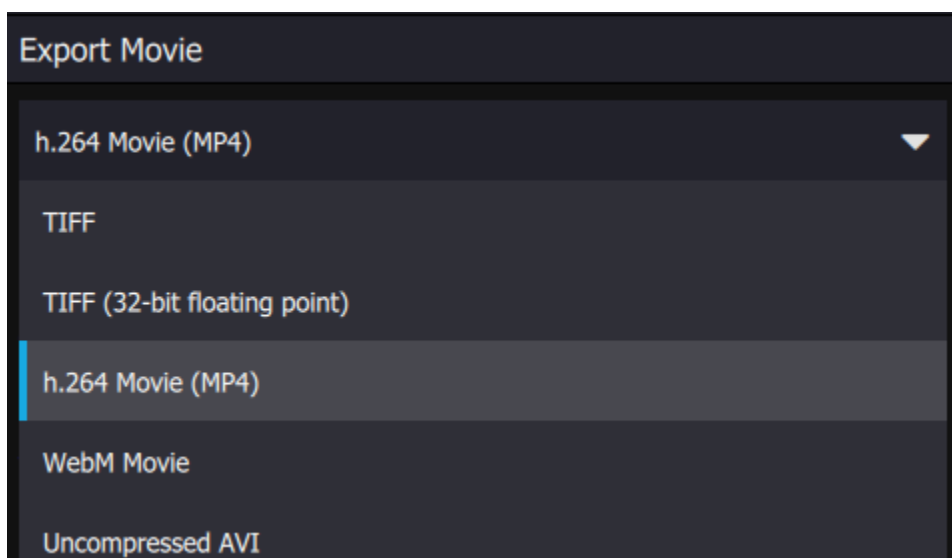 Export Movie
h.264 Movie (MP4)
TIFF
TIFF (32-bit floating point)
h.264 Movie (MP4)
WebM Movie
Uncompressed AVI